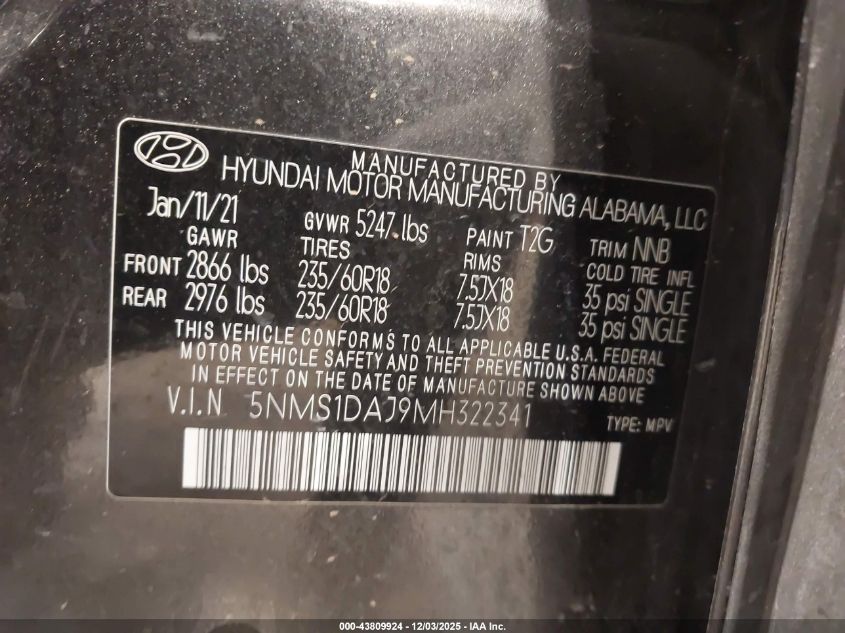 MANUFACTURED BY
HYUNDAI MOTOR MANUFACTURING ALABAMA, LLC
Jan/11/21 GVWR 5247 lbs PAINT T2G TRIM NNB
GAWR TIRES RIMS COLD TIRE INFL
FRONT 2866 lbs 235/60R18 7.5JX18 35 psi SINGLE
REAR 2976 lbs 235/60R18 7.5JX18 35 psi SINGLE
THIS VEHICLE CONFORMS TO ALL APPLICABLE U.S.A. FEDERAL
MOTOR VEHICLE SAFETY AND THEFT PREVENTION STANDARDS
IN EFFECT ON THE DATE OF MANUFACTURE SHOWN ABOVE
V.I.N 5NMS1DAJ9MH322341 TYPE: MPV
000-43809924 - 12/03/2025 - IAA Inc.